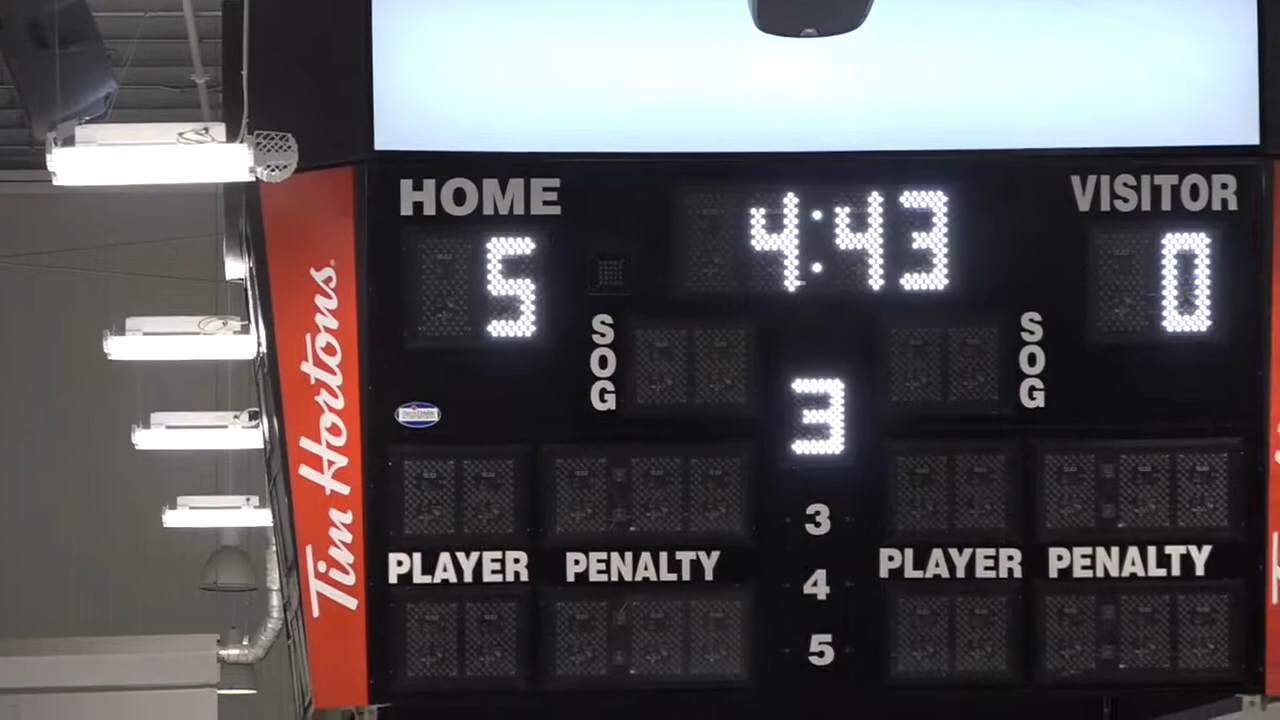 HOME
VISITOR
4:43
5
0
SOG
SOG
3
3
PLAYER
PENALTY
PLAYER
PENALTY
4
5
Tim Hortons